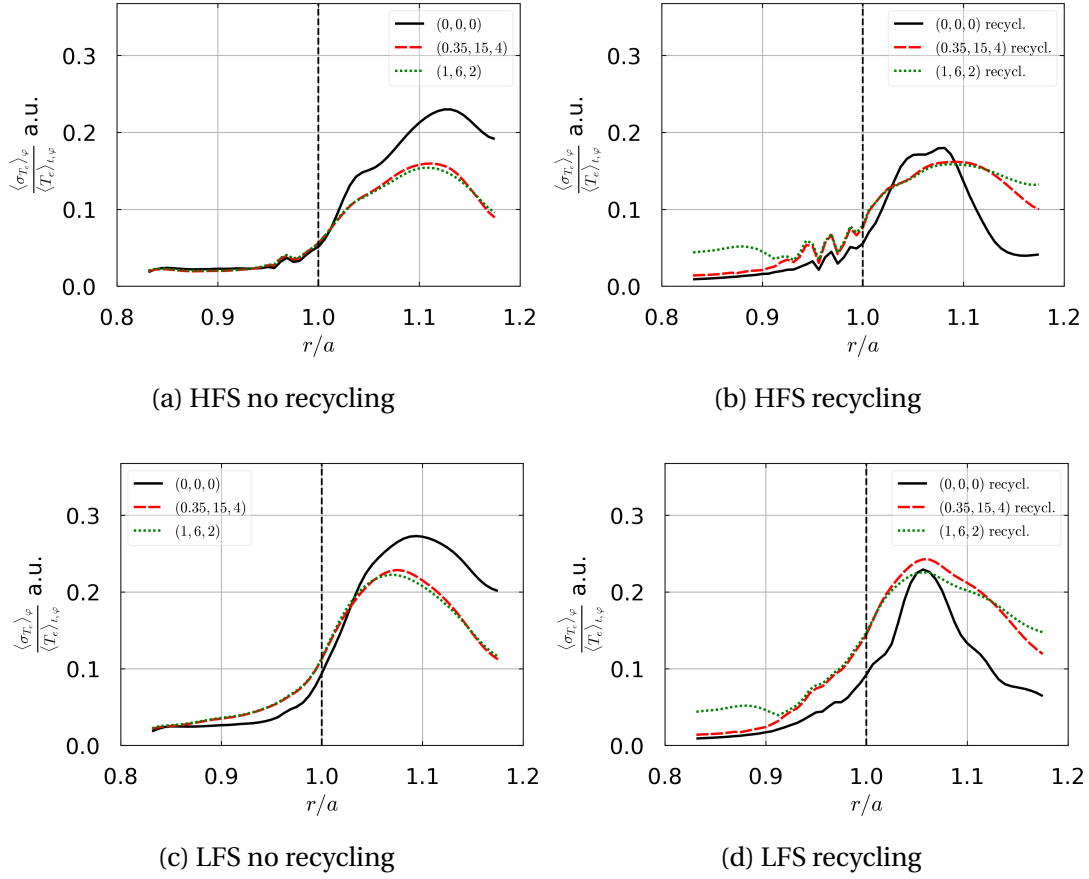 (0, 0, 0)
(0.35, 15, 4)
(1, 6, 2)
0.3
0.2
0.1
0.0
⟨σ_{T_e}⟩_φ / ⟨T_e⟩_{t,φ} a.u.
0.8 0.9 1.0 1.1 1.2
r/a
(a) HFS no recycling
(0, 0, 0) recycl.
(0.35, 15, 4) recycl.
(1, 6, 2) recycl.
0.3
0.2
0.1
0.0
⟨σ_{T_e}⟩_φ / ⟨T_e⟩_{t,φ} a.u.
0.8 0.9 1.0 1.1 1.2
r/a
(b) HFS recycling
(0, 0, 0)
(0.35, 15, 4)
(1, 6, 2)
0.3
0.2
0.1
0.0
⟨σ_{T_e}⟩_φ / ⟨T_e⟩_{t,φ} a.u.
0.8 0.9 1.0 1.1 1.2
r/a
(c) LFS no recycling
(0, 0, 0) recycl.
(0.35, 15, 4) recycl.
(1, 6, 2) recycl.
0.3
0.2
0.1
0.0
⟨σ_{T_e}⟩_φ / ⟨T_e⟩_{t,φ} a.u.
0.8 0.9 1.0 1.1 1.2
r/a
(d) LFS recycling